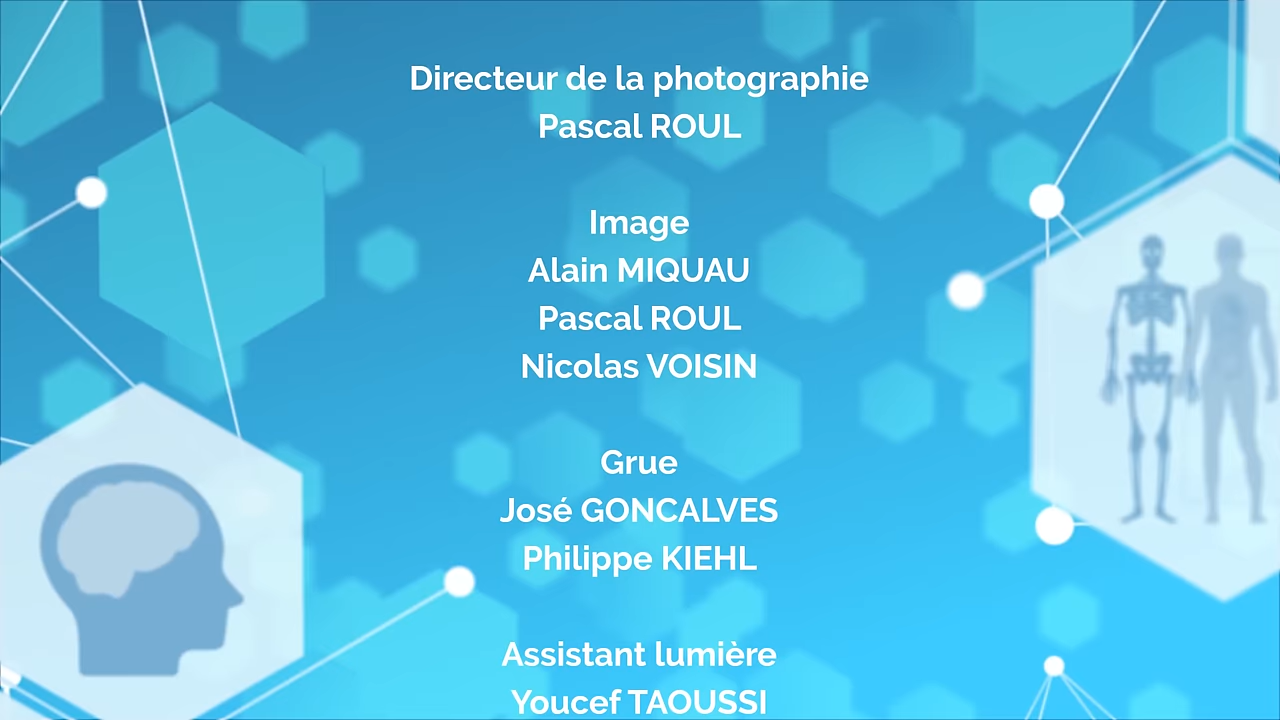 Directeur de la photographie
Pascal ROUL
Image
Alain MIQUAU
Pascal ROUL
Nicolas VOISIN
Grue
José GONCALVES
Philippe KIEHL
Assistant lumière
Youcef TAOUSSI